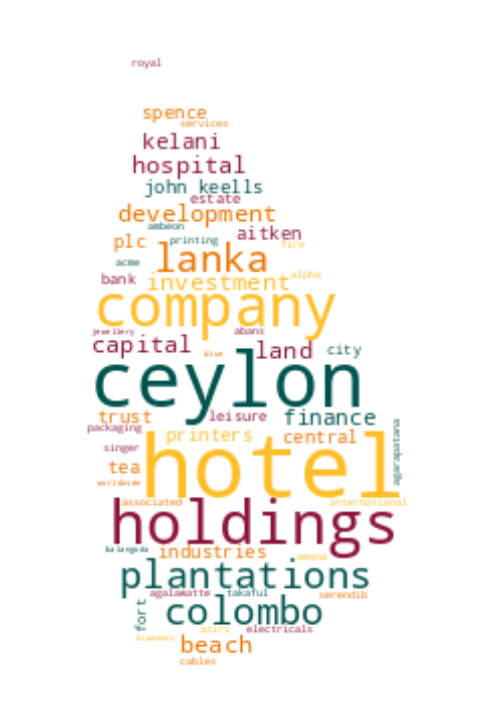 royal
spence
services
kelani
hospital
john keells
estate
development
ambeon
aitken
plc
printing
fire
lanka
acme
bank
investment
alpha
company
jewellery
abans
capital
blue
land
city
ceylon
trust
leisure
finance
packaging
printers
central
agarapatana
singer
hotel
tea
worldwide
associated
international
holdings
balangoda
industries
amana
plantations
agalawatte
takaful
serendib
fort
colombo
asiri
electricals
diamonds
beach
cables